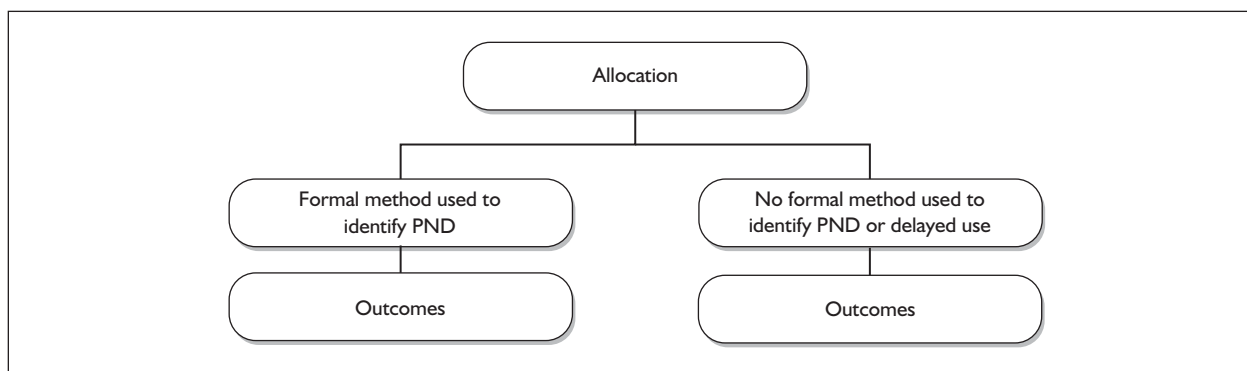 Allocation
Formal method used to
identify PND
No formal method used to
identify PND or delayed use
Outcomes
Outcomes